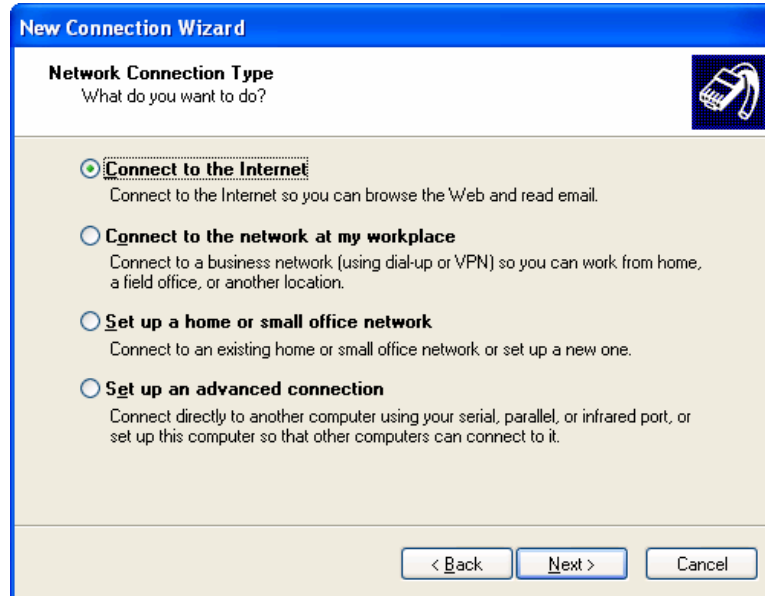 New Connection Wizard
Network Connection Type
What do you want to do?
Connect to the Internet
Connect to the Internet so you can browse the Web and read email.
Connect to the network at my workplace
Connect to a business network (using dial-up or VPN) so you can work from home,
a field office, or another location.
Set up a home or small office network
Connect to an existing home or small office network or set up a new one.
Set up an advanced connection
Connect directly to another computer using your serial, parallel, or infrared port, or
set up this computer so that other computers can connect to it.
< Back Next > Cancel